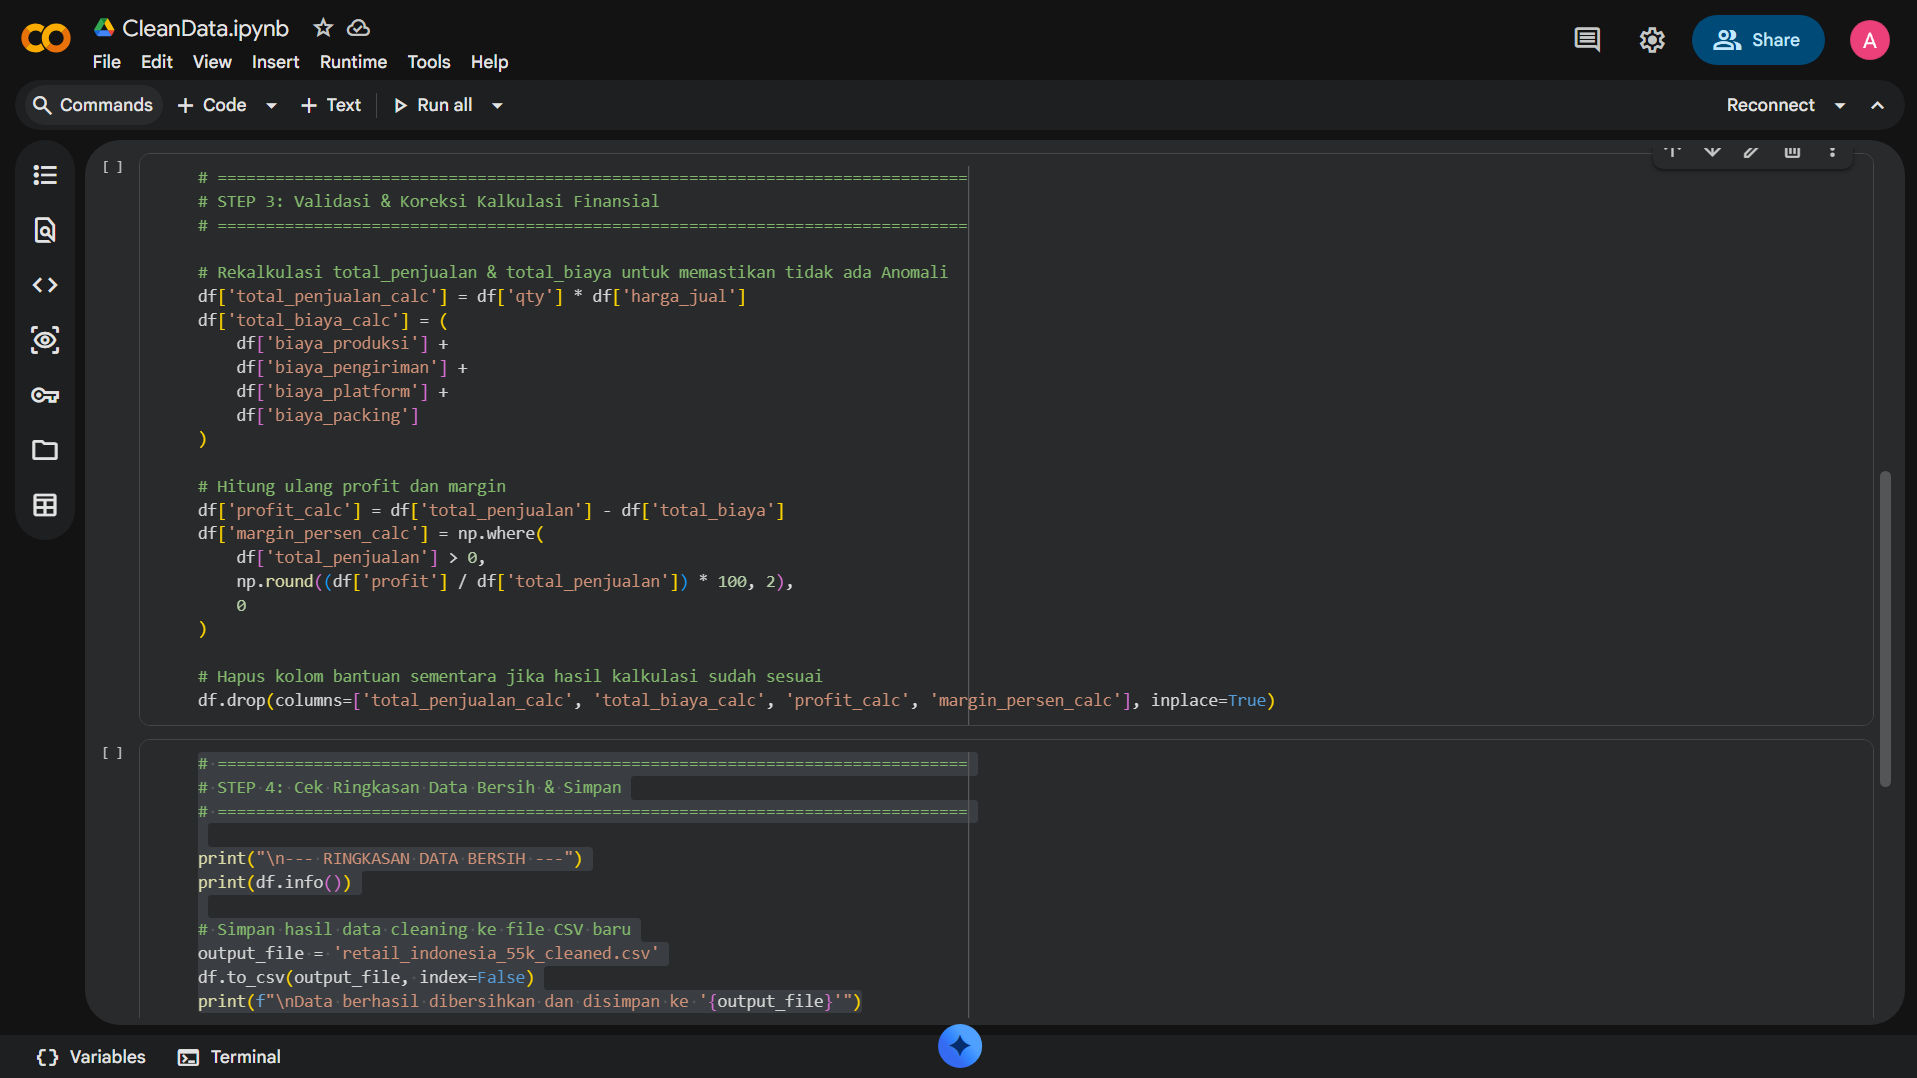 CleanData.ipynb
File Edit View Insert Runtime Tools Help
Share
A
Commands + Code + Text Run all
Reconnect
[ ]
# ==============================================================================
# STEP 3: Validasi & Koreksi Kalkulasi Finansial
# ==============================================================================
# Rekalkulasi total_penjualan & total_biaya untuk memastikan tidak ada Anomali
df['total_penjualan_calc'] = df['qty'] * df['harga_jual']
df['total_biaya_calc'] = (
    df['biaya_produksi'] +
    df['biaya_pengiriman'] +
    df['biaya_platform'] +
    df['biaya_packing']
)
# Hitung ulang profit dan margin
df['profit_calc'] = df['total_penjualan'] - df['total_biaya']
df['margin_persen_calc'] = np.where(
    df['total_penjualan'] > 0,
    np.round((df['profit'] / df['total_penjualan']) * 100, 2),
    0
)
# Hapus kolom bantuan sementara jika hasil kalkulasi sudah sesuai
df.drop(columns=['total_penjualan_calc', 'total_biaya_calc', 'profit_calc', 'margin_persen_calc'], inplace=True)
[ ]
# ==============================================================================
# STEP 4: Cek Ringkasan Data Bersih & Simpan
# ==============================================================================
print("\n--- RINGKASAN DATA BERSIH ---")
print(df.info())
# Simpan hasil data cleaning ke file CSV baru
output_file = 'retail_indonesia_55k_cleaned.csv'
df.to_csv(output_file, index=False)
print(f"\nData berhasil dibersihkan dan disimpan ke '{output_file}'")
Variables Terminal